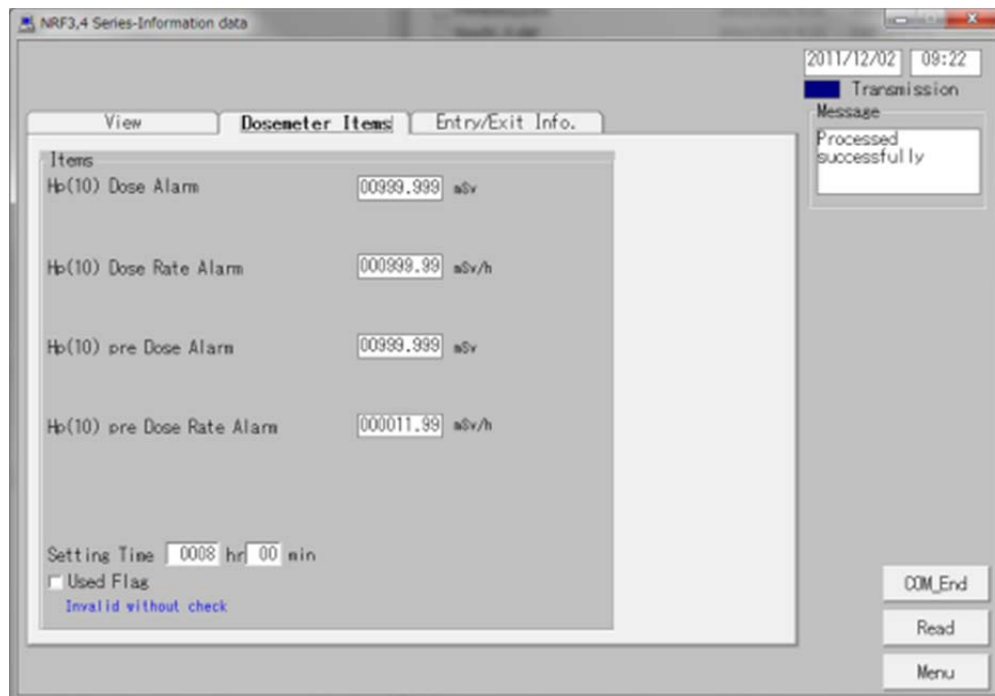 NRF3,4 Series-Information data
2011/12/02 09:22
Transmission
Message
Processed
successfully
View Dosemeter Items Entry/Exit Info.
Items
Hp(10) Dose Alarm 00999.999 mSv
Hp(10) Dose Rate Alarm 000999.99 mSv/h
Hp(10) pre Dose Alarm 00999.999 mSv
Hp(10) pre Dose Rate Alarm 000011.99 mSv/h
Setting Time 0008 hr 00 min
Used Flag
Invalid without check
COM_End
Read
Menu